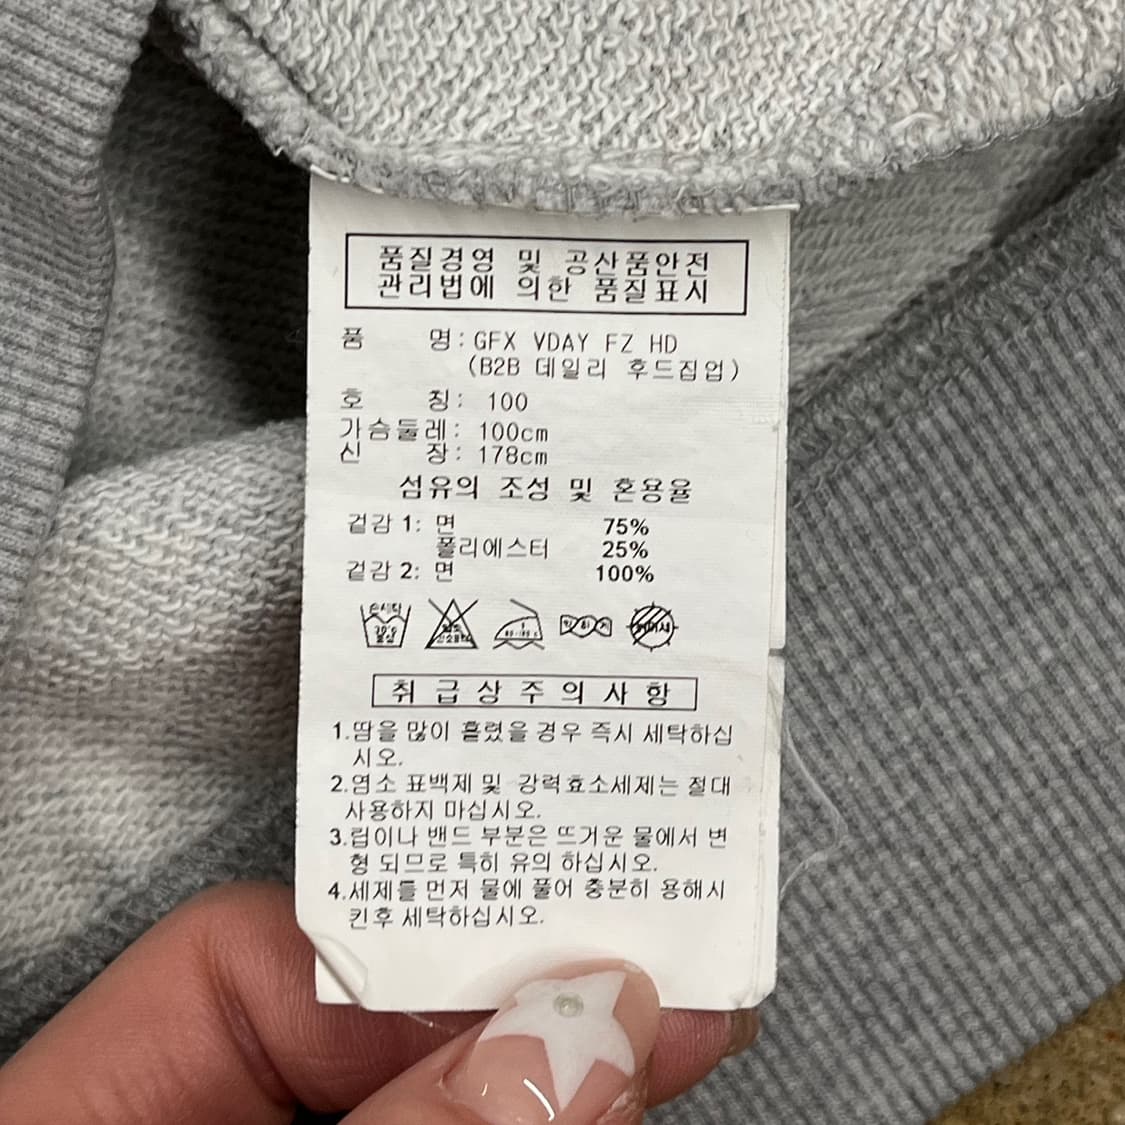 품질경영 및 공산품안전
관리법에 의한 품질표시
품 명: GFX VDAY FZ HD
(B2B 데일리 후드집업)
호 칭: 100
가슴둘레: 100cm
신 장: 178cm
섬유의 조성 및 혼용율
겉감 1: 면 75%
폴리에스터 25%
겉감 2: 면 100%
손세탁
취급상주의사항
1.땀을 많이 흘렸을 경우 즉시 세탁하십
시오.
2.염소 표백제 및 강력효소세제는 절대
사용하지 마십시오.
3.립이나 밴드 부분은 뜨거운 물에서 변
형 되므로 특히 유의 하십시오.
4.세제를 먼저 물에 풀어 충분히 용해시
킨후 세탁하십시오.